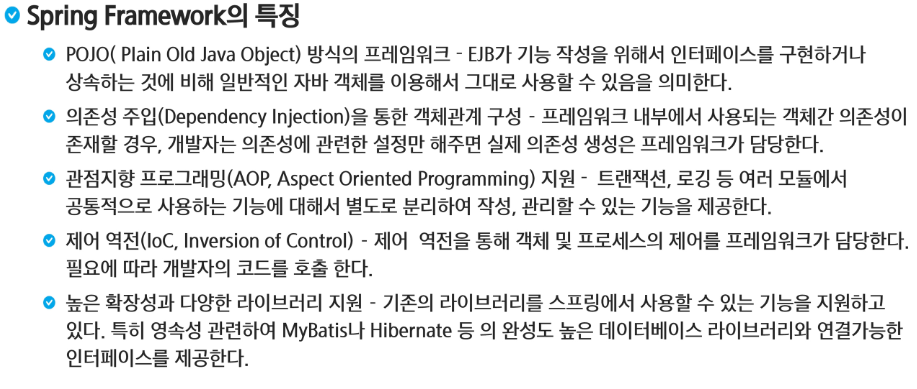 Spring Framework의 특징
POJO( Plain Old Java Object) 방식의 프레임워크 - EJB가 기능 작성을 위해서 인터페이스를 구현하거나
상속하는 것에 비해 일반적인 자바 객체를 이용해서 그대로 사용할 수 있음을 의미한다.
의존성 주입(Dependency Injection)을 통한 객체관계 구성 - 프레임워크 내부에서 사용되는 객체간 의존성이
존재할 경우, 개발자는 의존성에 관련한 설정만 해주면 실제 의존성 생성은 프레임워크가 담당한다.
관점지향 프로그래밍(AOP, Aspect Oriented Programming) 지원 - 트랜잭션, 로깅 등 여러 모듈에서
공통적으로 사용하는 기능에 대해서 별도로 분리하여 작성, 관리할 수 있는 기능을 제공한다.
제어 역전(IoC, Inversion of Control) - 제어 역전을 통해 객체 및 프로세스의 제어를 프레임워크가 담당한다.
필요에 따라 개발자의 코드를 호출 한다.
높은 확장성과 다양한 라이브러리 지원 - 기존의 라이브러리를 스프링에서 사용할 수 있는 기능을 지원하고
있다. 특히 영속성 관련하여 MyBatis나 Hibernate 등 의 완성도 높은 데이터베이스 라이브러리와 연결가능한
인터페이스를 제공한다.